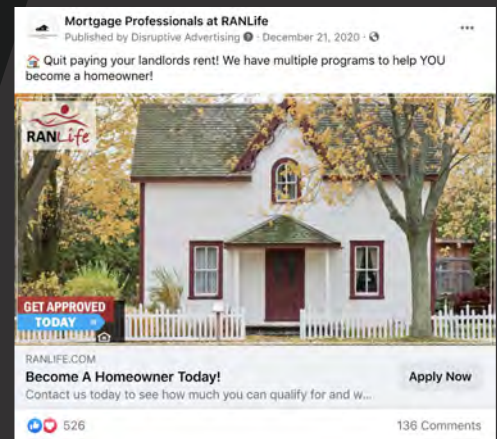 Mortgage Professionals at RANLife
Published by Disruptive Advertising · December 21, 2020 ·
Quit paying your landlords rent! We have multiple programs to help YOU
become a homeowner!
RANLife
GET APPROVED
TODAY
RANLIFE.COM
Become A Homeowner Today!
Apply Now
Contact us today to see how much you can qualify for and w...
526
136 Comments